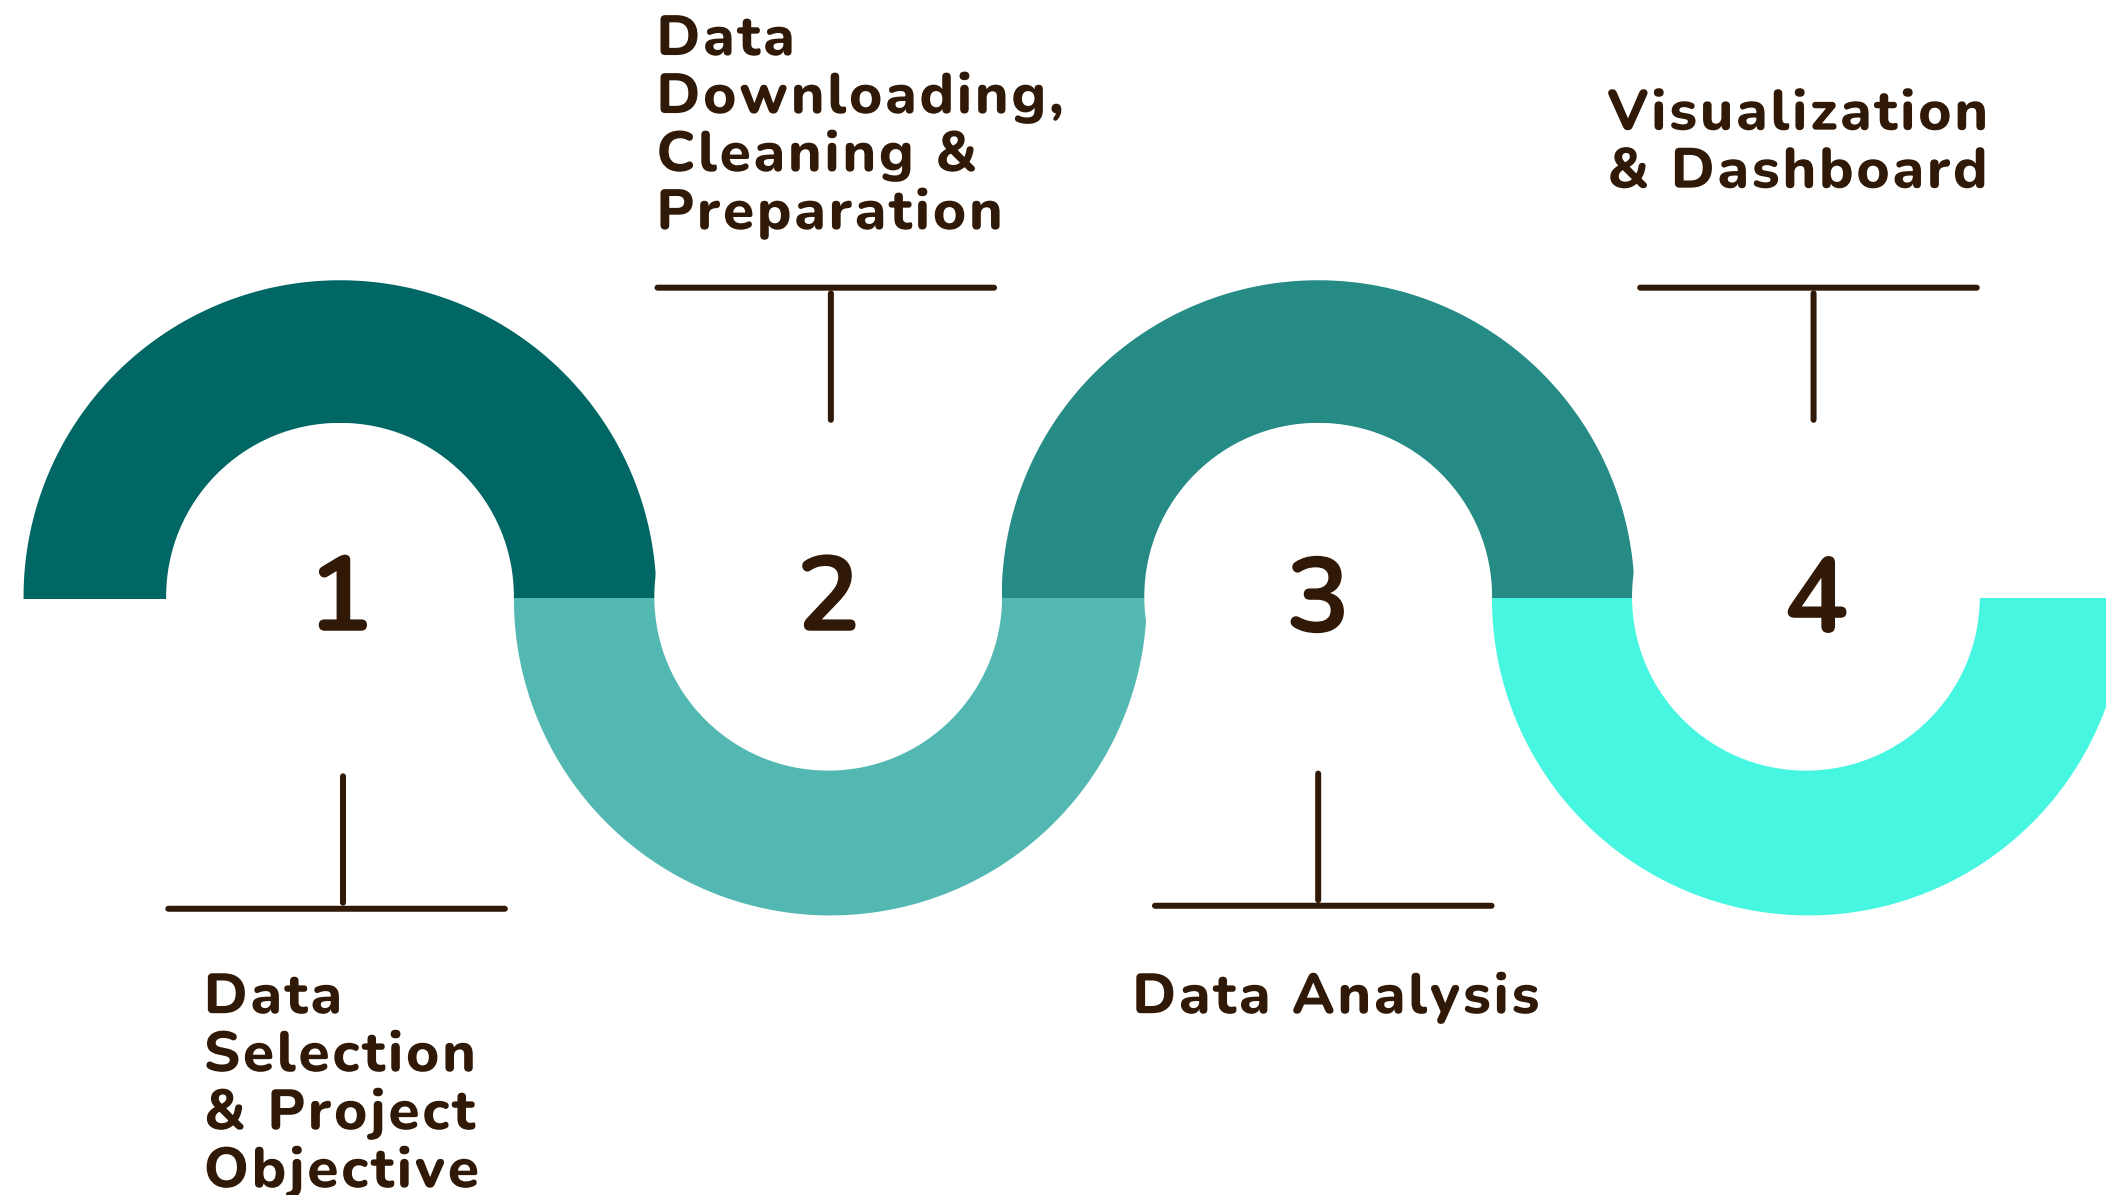 Data
Downloading,
Cleaning &
Preparation
Visualization
& Dashboard
1
2
3
4
Data
Selection
& Project
Objective
Data Analysis